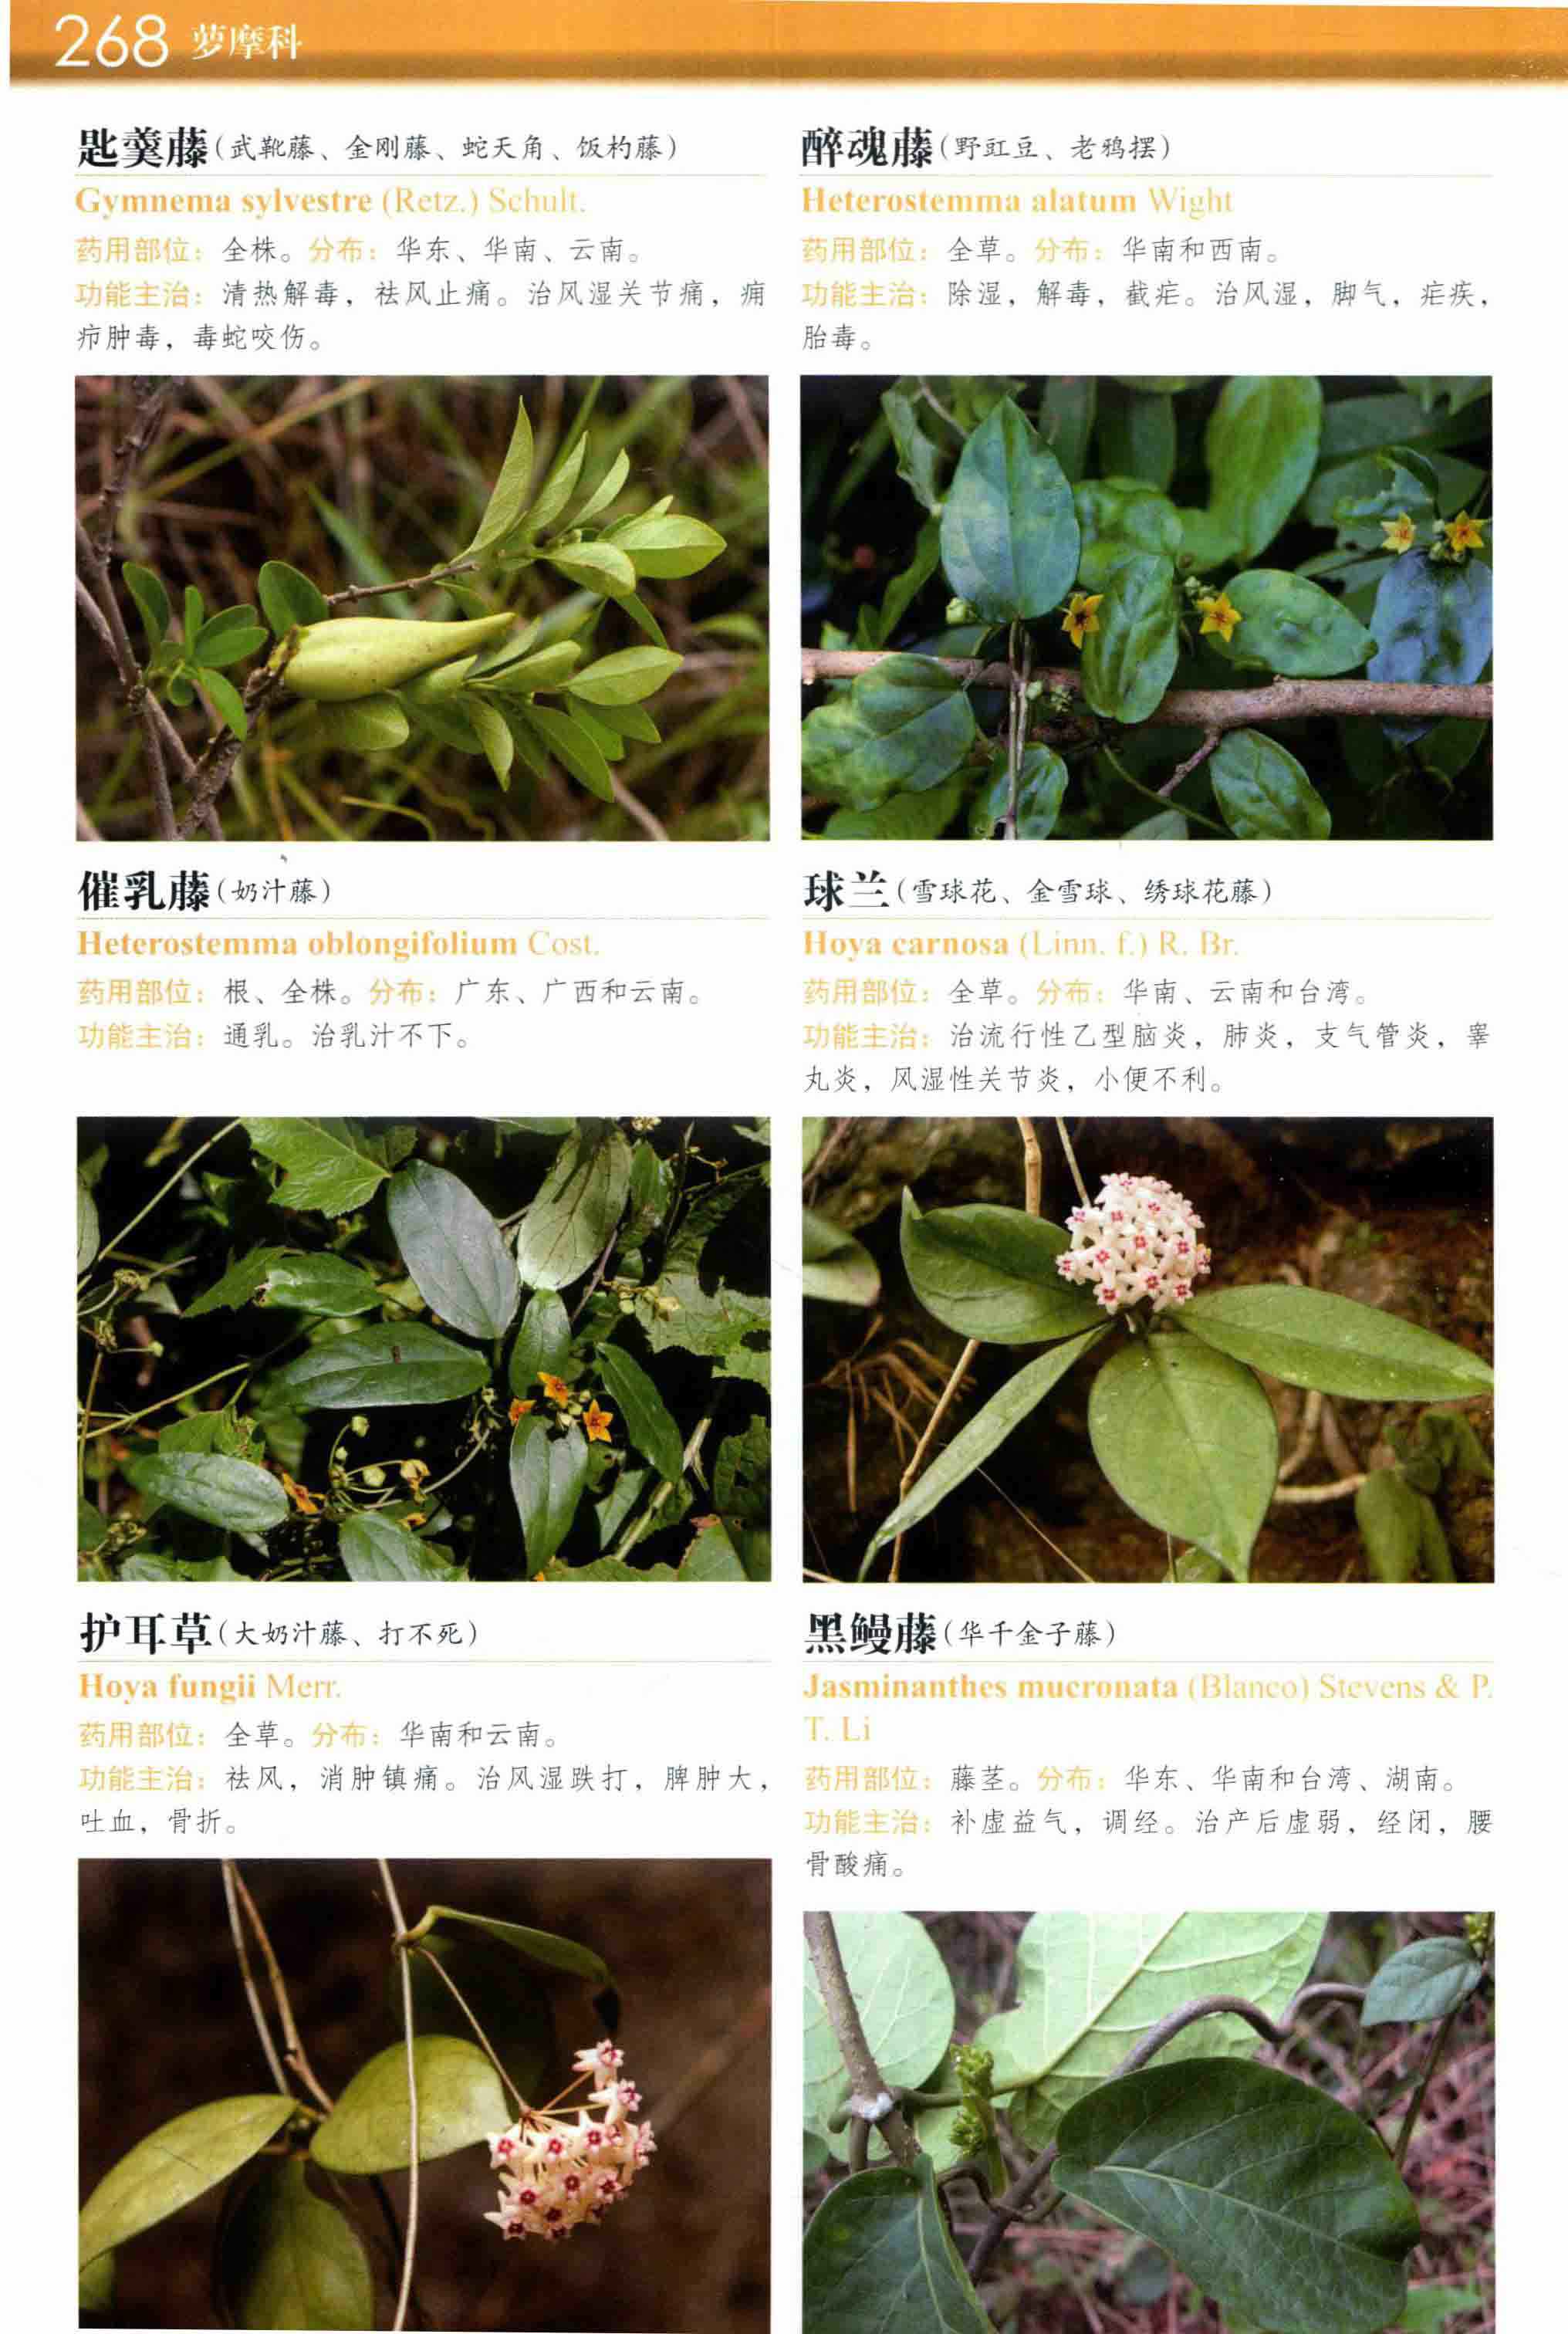 268 萝摩科
匙羹藤(武靴藤、金刚藤、蛇天角、饭杓藤)
Gymnema sylvestre (Retz.) Schult.
药用部位：全株。分布：华东、华南、云南。
功能主治：清热解毒，祛风止痛。治风湿关节痛，痈
疖肿毒，毒蛇咬伤。
醉魂藤(野豇豆、老鸦摆)
Heterostemma alatum Wight
药用部位：全草。分布：华南和西南。
功能主治：除湿，解毒，截疟。治风湿，脚气，疟疾，
胎毒。
催乳藤(奶汁藤)
Heterostemma oblongifolium Cost.
药用部位：根、全株。分布：广东、广西和云南。
功能主治：通乳。治乳汁不下。
球兰(雪球花、金雪球、绣球花藤)
Hoya carnosa (Linn. f.) R. Br.
药用部位：全草。分布：华南、云南和台湾。
功能主治：治流行性乙型脑炎，肺炎，支气管炎，睾
丸炎，风湿性关节炎，小便不利。
护耳草(大奶汁藤、打不死)
Hoya fungii Merr.
药用部位：全草。分布：华南和云南。
功能主治：祛风，消肿镇痛。治风湿跌打，脾肿大，
吐血，骨折。
黑鳗藤(华千金子藤)
Jasminanthes mucronata (Blanco) Stevens & P.
T. Li
药用部位：藤茎。分布：华东、华南和台湾、湖南。
功能主治：补虚益气，调经。治产后虚弱，经闭，腰
骨酸痛。